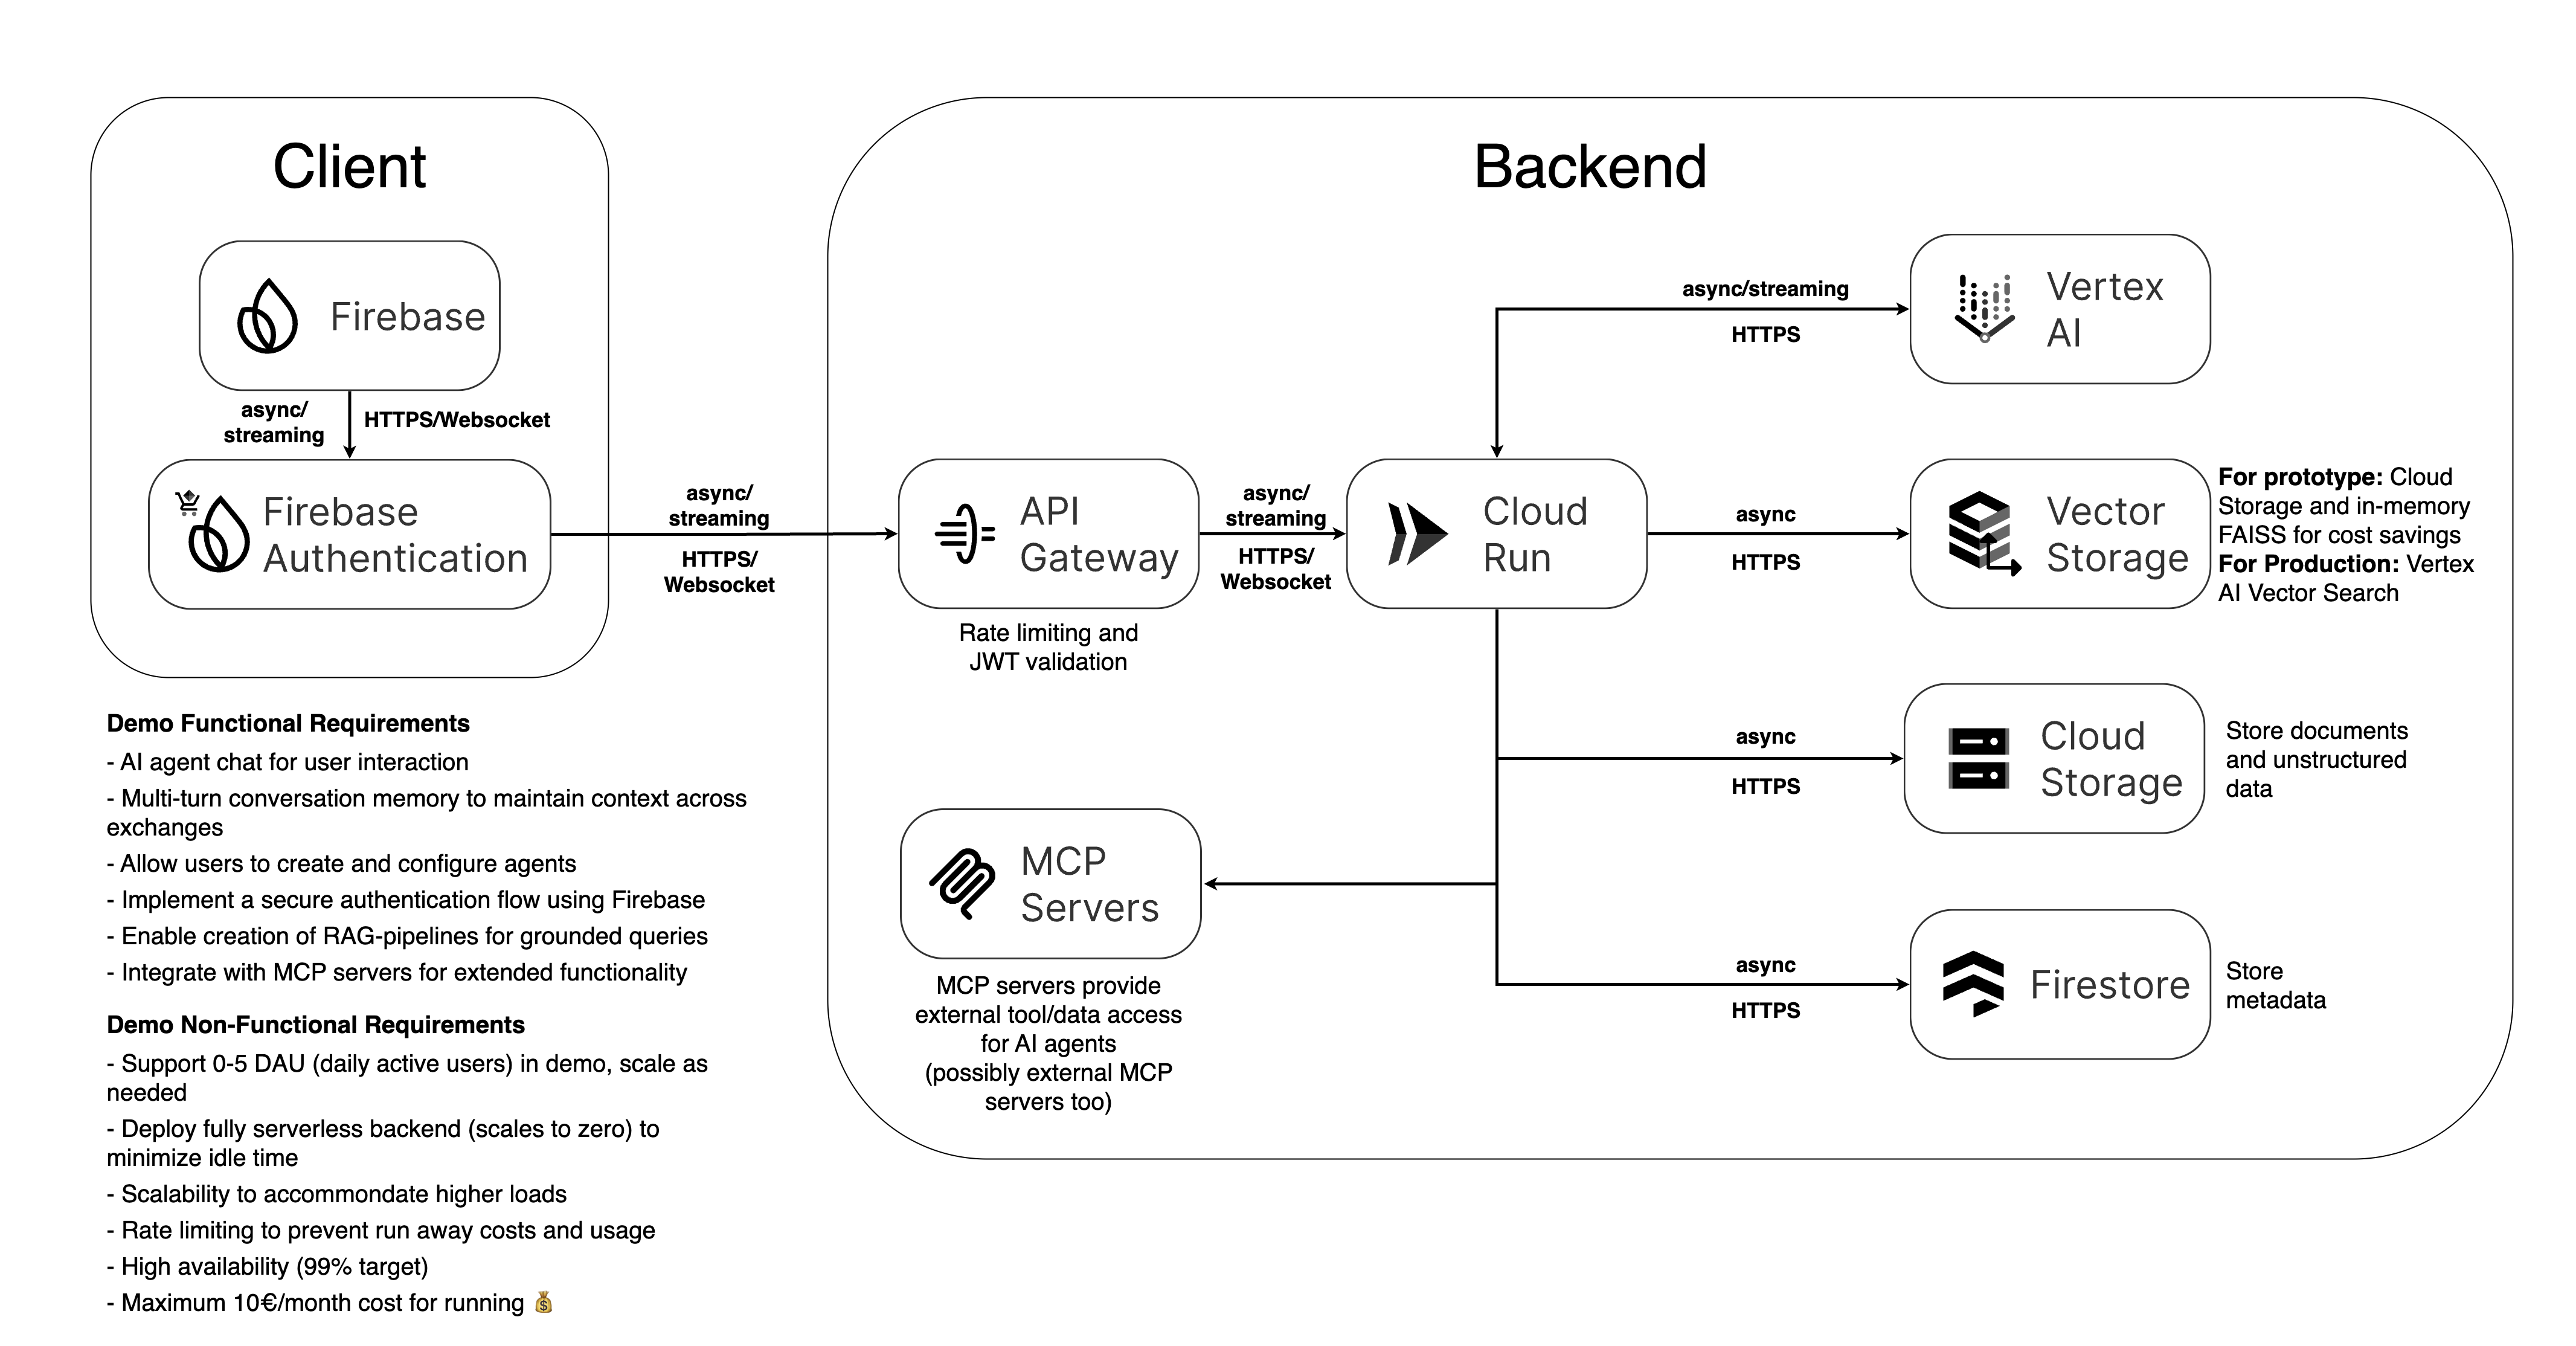 Client
Firebase
async/
streaming
HTTPS/Websocket
Firebase
Authentication
async/
streaming
HTTPS/
Websocket
Backend
API
Gateway
Rate limiting and
JWT validation
async/
streaming
HTTPS/
Websocket
Cloud
Run
async/streaming
HTTPS
Vertex
AI
async
HTTPS
Vector
Storage
For prototype: Cloud
Storage and in-memory
FAISS for cost savings
For Production: Vertex
AI Vector Search
async
HTTPS
Cloud
Storage
Store documents
and unstructured
data
async
HTTPS
Firestore
Store
metadata
MCP
Servers
MCP servers provide
external tool/data access
for AI agents
(possibly external MCP
servers too)
Demo Functional Requirements
- AI agent chat for user interaction
- Multi-turn conversation memory to maintain context across
exchanges
- Allow users to create and configure agents
- Implement a secure authentication flow using Firebase
- Enable creation of RAG-pipelines for grounded queries
- Integrate with MCP servers for extended functionality
Demo Non-Functional Requirements
- Support 0-5 DAU (daily active users) in demo, scale as
needed
- Deploy fully serverless backend (scales to zero) to
minimize idle time
- Scalability to accommondate higher loads
- Rate limiting to prevent run away costs and usage
- High availability (99% target)
- Maximum 10€/month cost for running 💰